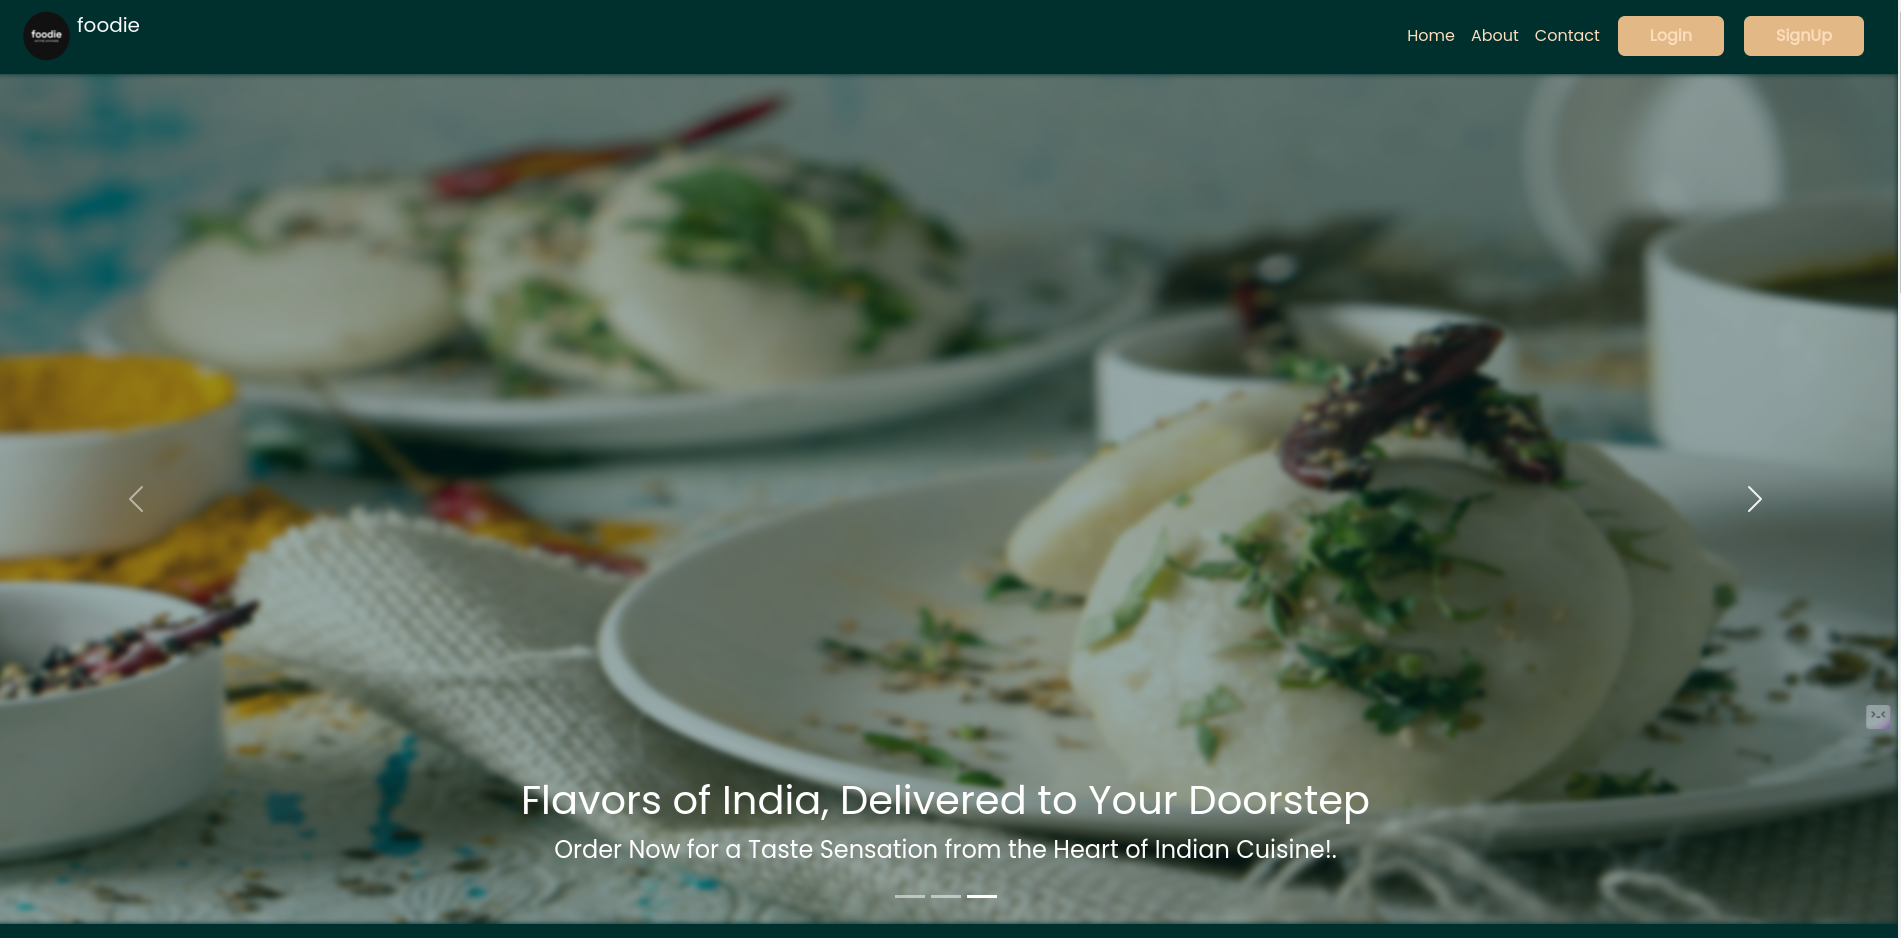 foodie
foodie
Home
About
Contact
Login
SignUp
Flavors of India, Delivered to Your Doorstep
Order Now for a Taste Sensation from the Heart of Indian Cuisine!.